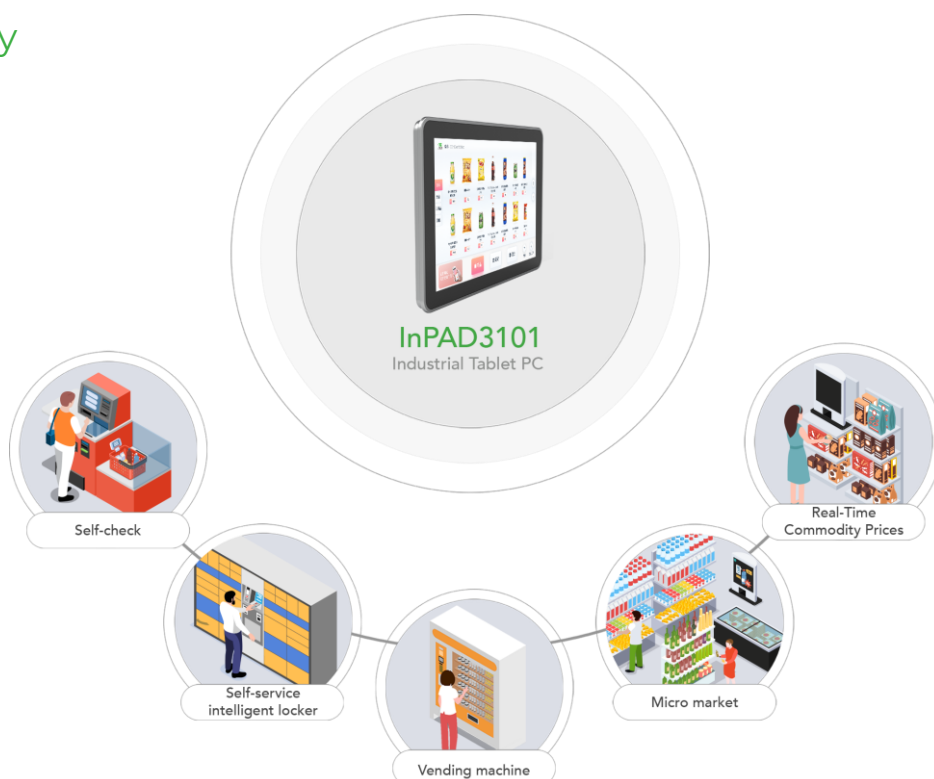 y
InPAD3101
Industrial Tablet PC
Self-check
Real-Time
Commodity Prices
Self-service
intelligent locker
Micro market
Vending machine